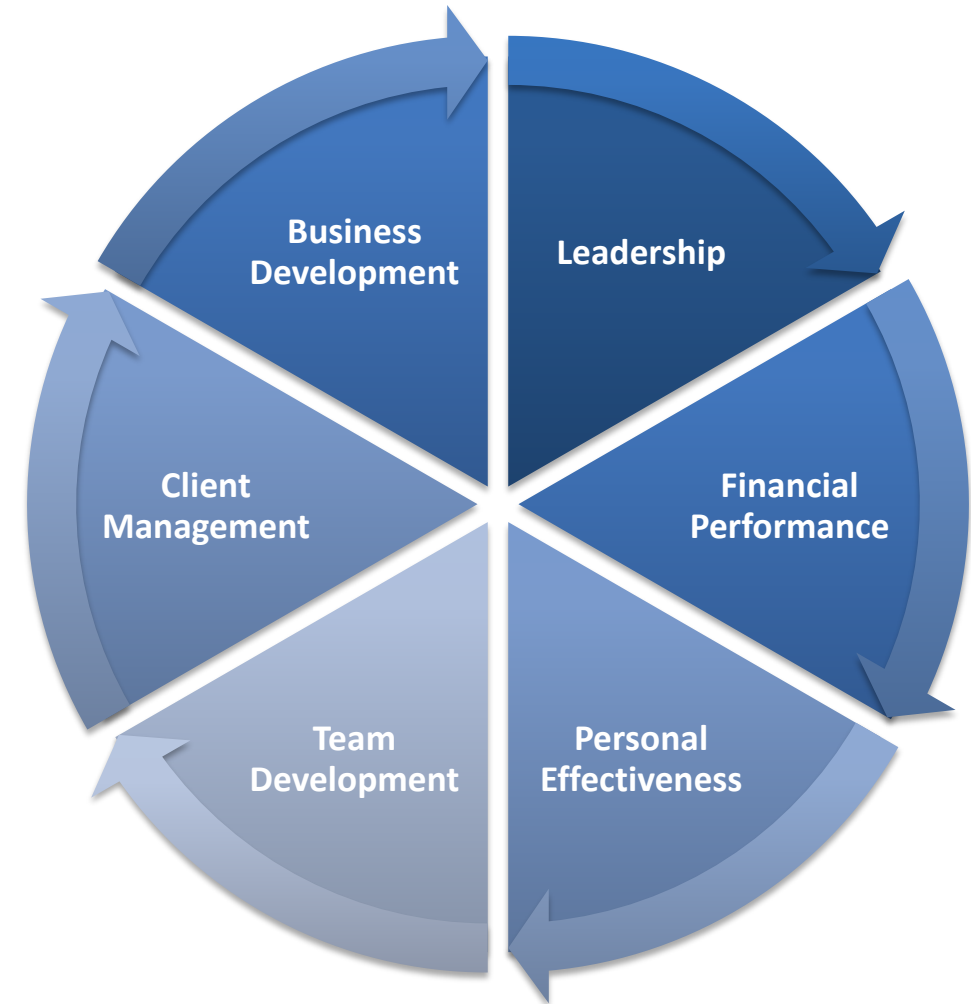 Business
Development
Leadership
Client
Management
Financial
Performance
Team
Development
Personal
Effectiveness